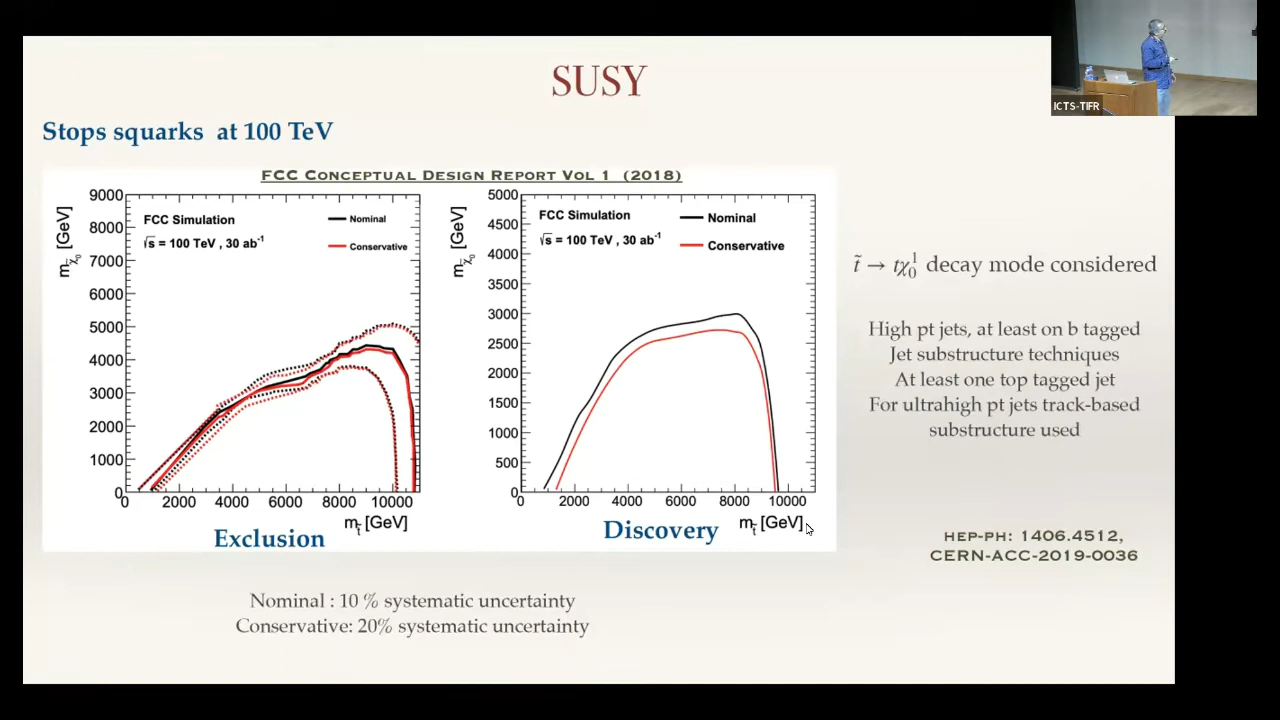 SUSY
ICTS-TIFR
Stops squarks at 100 TeV
FCC Conceptual Design Report Vol 1 (2018)
9000
8000
7000
6000
5000
4000
3000
2000
1000
0
m_χ̃₀ [GeV]
FCC Simulation
√s = 100 TeV , 30 ab⁻¹
Nominal
Conservative
2000 4000 6000 8000 10000
m_t̃ [GeV]
Exclusion
5000
4500
4000
3500
3000
2500
2000
1500
1000
500
0
m_χ̃₀ [GeV]
FCC Simulation
√s = 100 TeV , 30 ab⁻¹
Nominal
Conservative
0 2000 4000 6000 8000 10000
m_t̃ [GeV]
Discovery
t̃ → tχ₀¹ decay mode considered
High pt jets, at least on b tagged
Jet substructure techniques
At least one top tagged jet
For ultrahigh pt jets track-based
substructure used
HEP-PH: 1406.4512,
CERN-ACC-2019-0036
Nominal : 10 % systematic uncertainty
Conservative: 20% systematic uncertainty